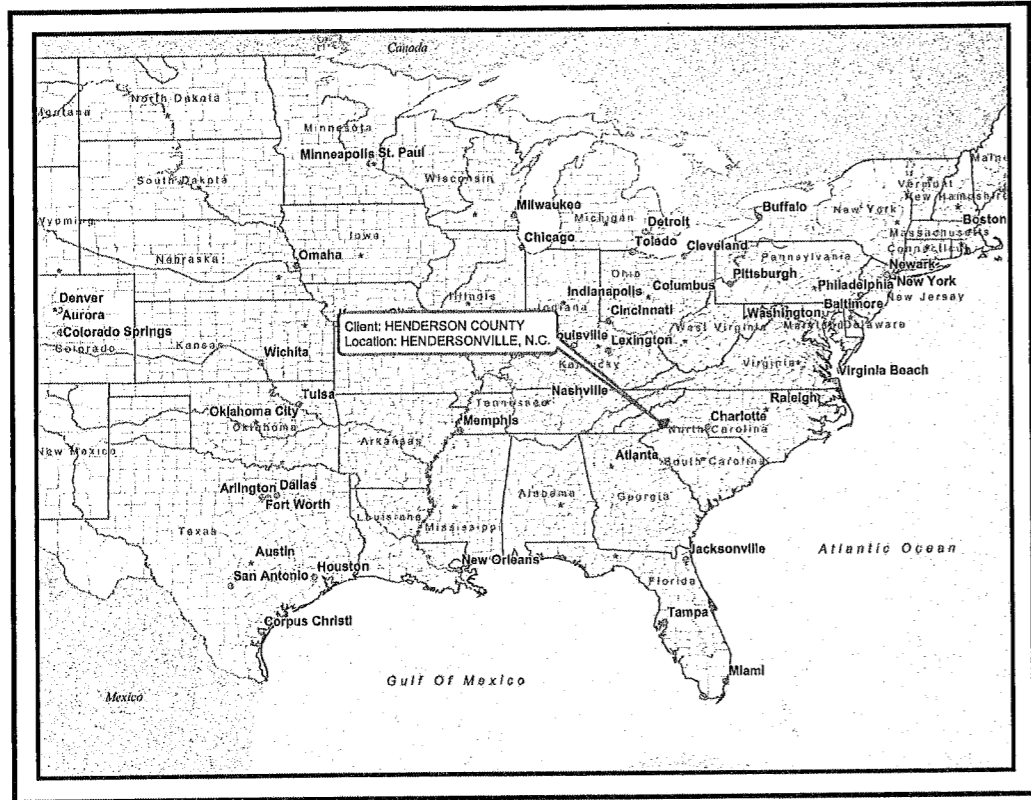 Canada
Montana
North Dakota
Minnesota
Minneapolis St. Paul
South Dakota
Wisconsin
Maine
Vermont
New Hampshire
Wyoming
Milwaukee
Michigan
Detroit
Buffalo
New York
Boston
Massachusetts
Iowa
Chicago
Toledo
Cleveland
Connecticut
Nebraska
Omaha
Ohio
Pennsylvania
Newark
Pittsburgh
New York
Denver
Aurora
Illinois
Indiana
Indianapolis
Columbus
Philadelphia
New Jersey
Baltimore
Colorado Springs
Colorado
Kansas
Client: HENDERSON COUNTY
Location: HENDERSONVILLE, N.C.
Cincinnati
Washington
Maryland
Delaware
West Virginia
Louisville
Lexington
Wichita
Kentucky
Virginia
Virginia Beach
Tulsa
Nashville
Raleigh
Tennessee
Oklahoma City
Oklahoma
Memphis
Charlotte
North Carolina
New Mexico
Arkansas
Atlanta
South Carolina
Arlington Dallas
Fort Worth
Alabama
Georgia
Texas
Louisiana
Mississippi
Austin
Houston
San Antonio
New Orleans
Jacksonville
Atlantic Ocean
Florida
Corpus Christi
Tampa
Miami
Gulf Of Mexico
Mexico